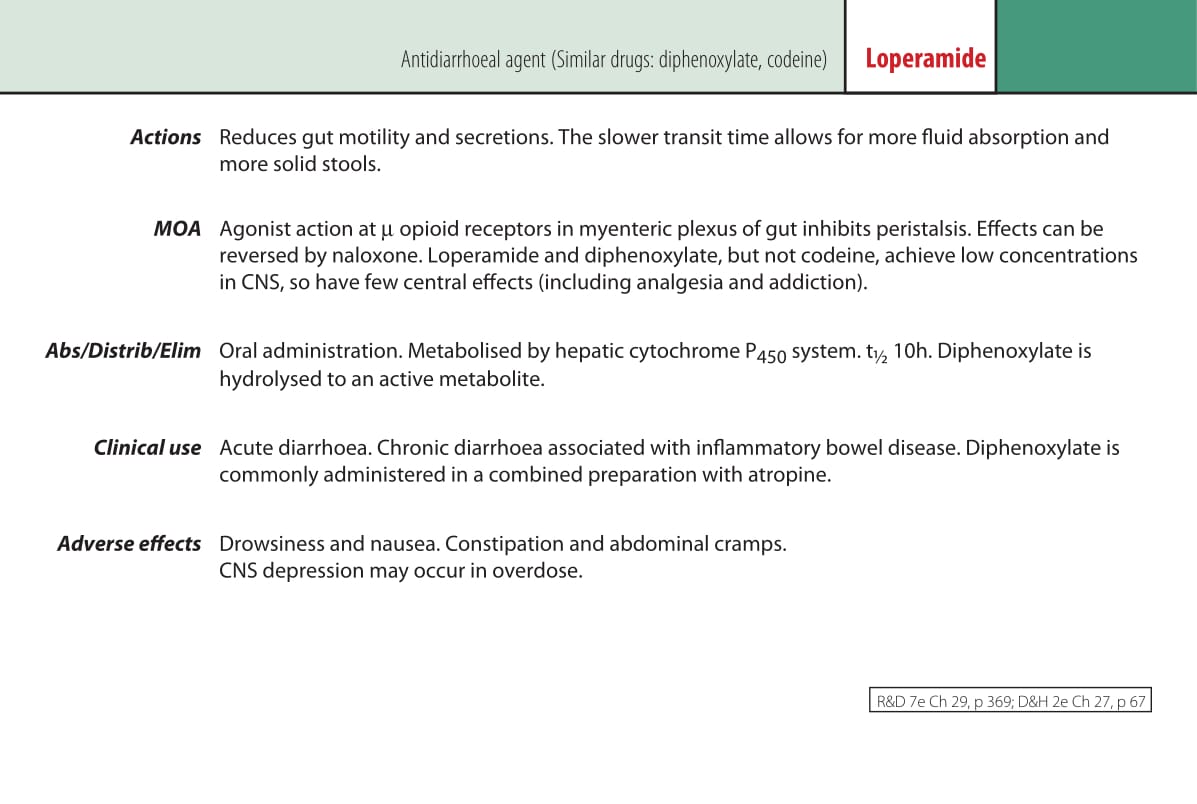 Antidiarrhoeal agent (Similar drugs: diphenoxylate, codeine) Loperamide
Actions Reduces gut motility and secretions. The slower transit time allows for more fluid absorption and
more solid stools.
MOA Agonist action at μ opioid receptors in myenteric plexus of gut inhibits peristalsis. Effects can be
reversed by naloxone. Loperamide and diphenoxylate, but not codeine, achieve low concentrations
in CNS, so have few central effects (including analgesia and addiction).
Abs/Distrib/Elim Oral administration. Metabolised by hepatic cytochrome P450 system. t½ 10h. Diphenoxylate is
hydrolysed to an active metabolite.
Clinical use Acute diarrhoea. Chronic diarrhoea associated with inflammatory bowel disease. Diphenoxylate is
commonly administered in a combined preparation with atropine.
Adverse effects Drowsiness and nausea. Constipation and abdominal cramps.
CNS depression may occur in overdose.
R&D 7e Ch 29, p 369; D&H 2e Ch 27, p 67